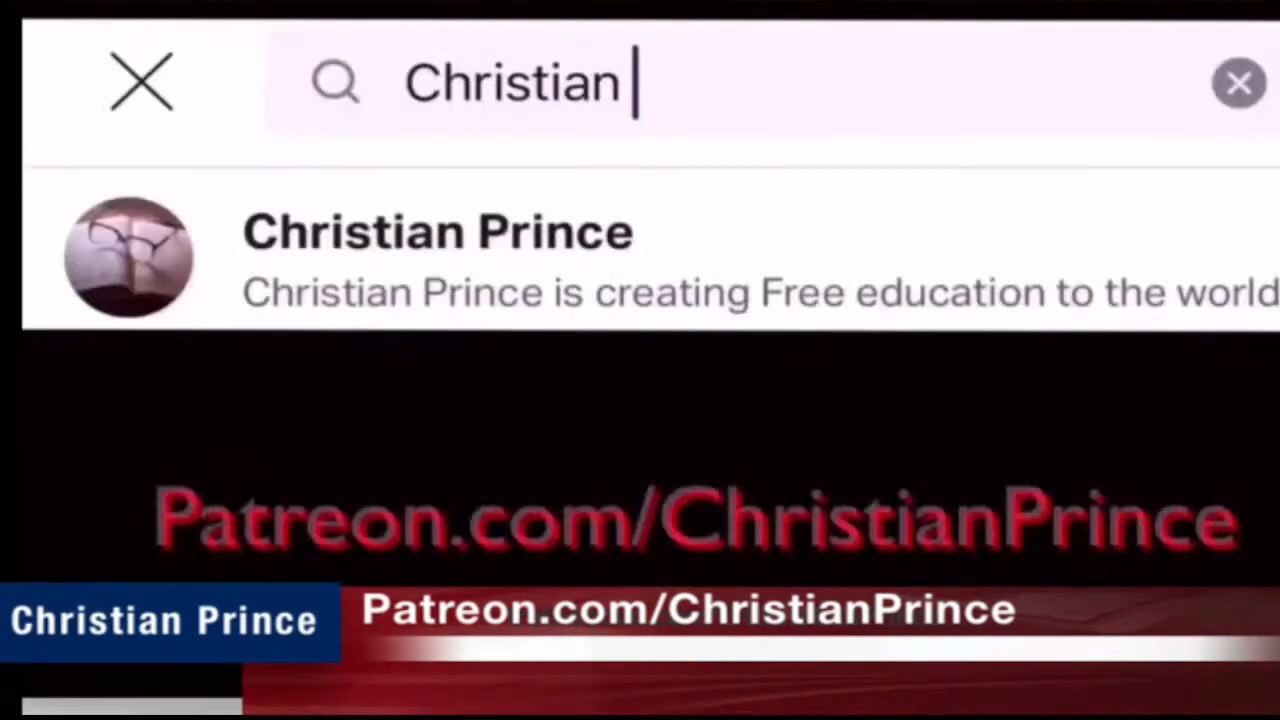 Christian
Christian Prince
Christian Prince is creating Free education to the world
Patreon.com/ChristianPrince
Christian Prince
Patreon.com/ChristianPrince